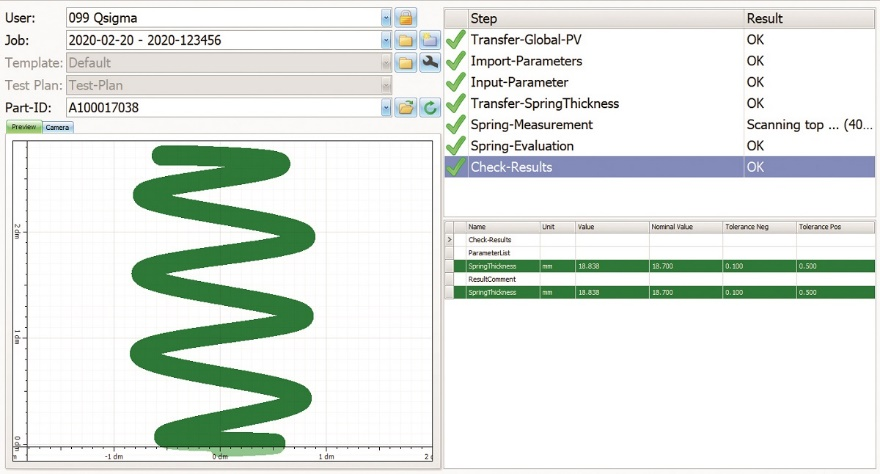 User: 099 Qsigma
Job: 2020-02-20 - 2020-123456
Template: Default
Test Plan: Test-Plan
Part-ID: A100017038
Preview Camera
2 dm
1 dm
0 dm
-1 dm 0 dm 1 dm 2
Step Result
Transfer-Global-PV OK
Import-Parameters OK
Input-Parameter OK
Transfer-SpringThickness OK
Spring-Measurement Scanning top ... (40...
Spring-Evaluation OK
Check-Results OK
Name Unit Value Nominal Value Tolerance Neg Tolerance Pos
Check-Results
ParameterList
SpringThickness mm 18.838 18.700 0.100 0.500
ResultComment
SpringThickness mm 18.838 18.700 0.100 0.500